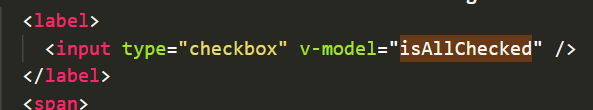 <label>
<input type="checkbox" v-model="isAllChecked" />
</label>
<span>